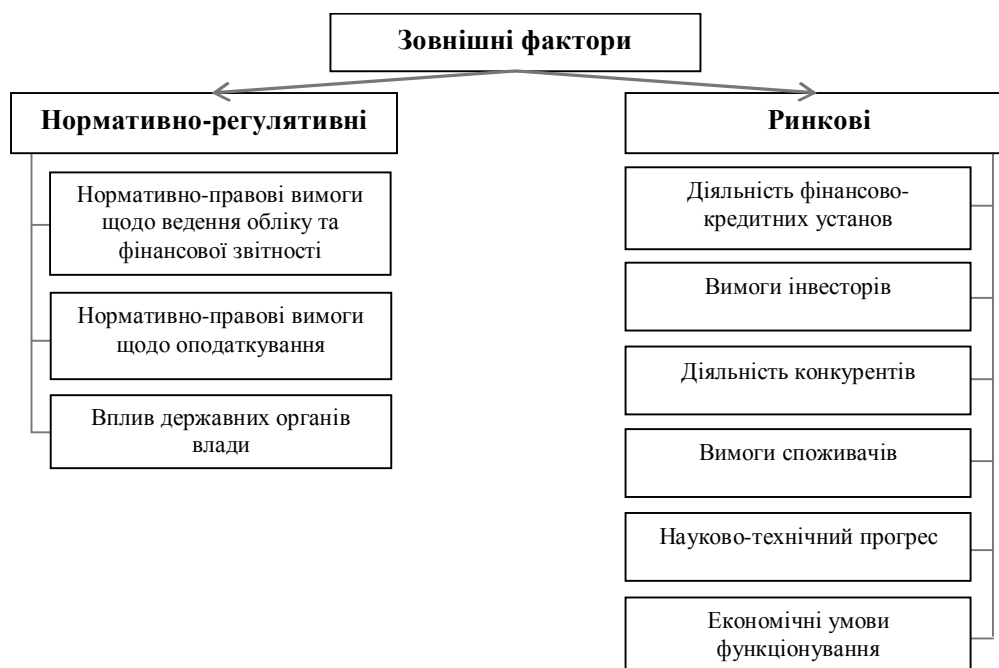 Зовнішні фактори
Нормативно-регулятивні
Нормативно-правові вимоги
щодо ведення обліку та
фінансової звітності
Нормативно-правові вимоги
щодо оподаткування
Вплив державних органів
влади
Ринкові
Діяльність фінансово-
кредитних установ
Вимоги інвесторів
Діяльність конкурентів
Вимоги споживачів
Науково-технічний прогрес
Економічні умови
функціонування